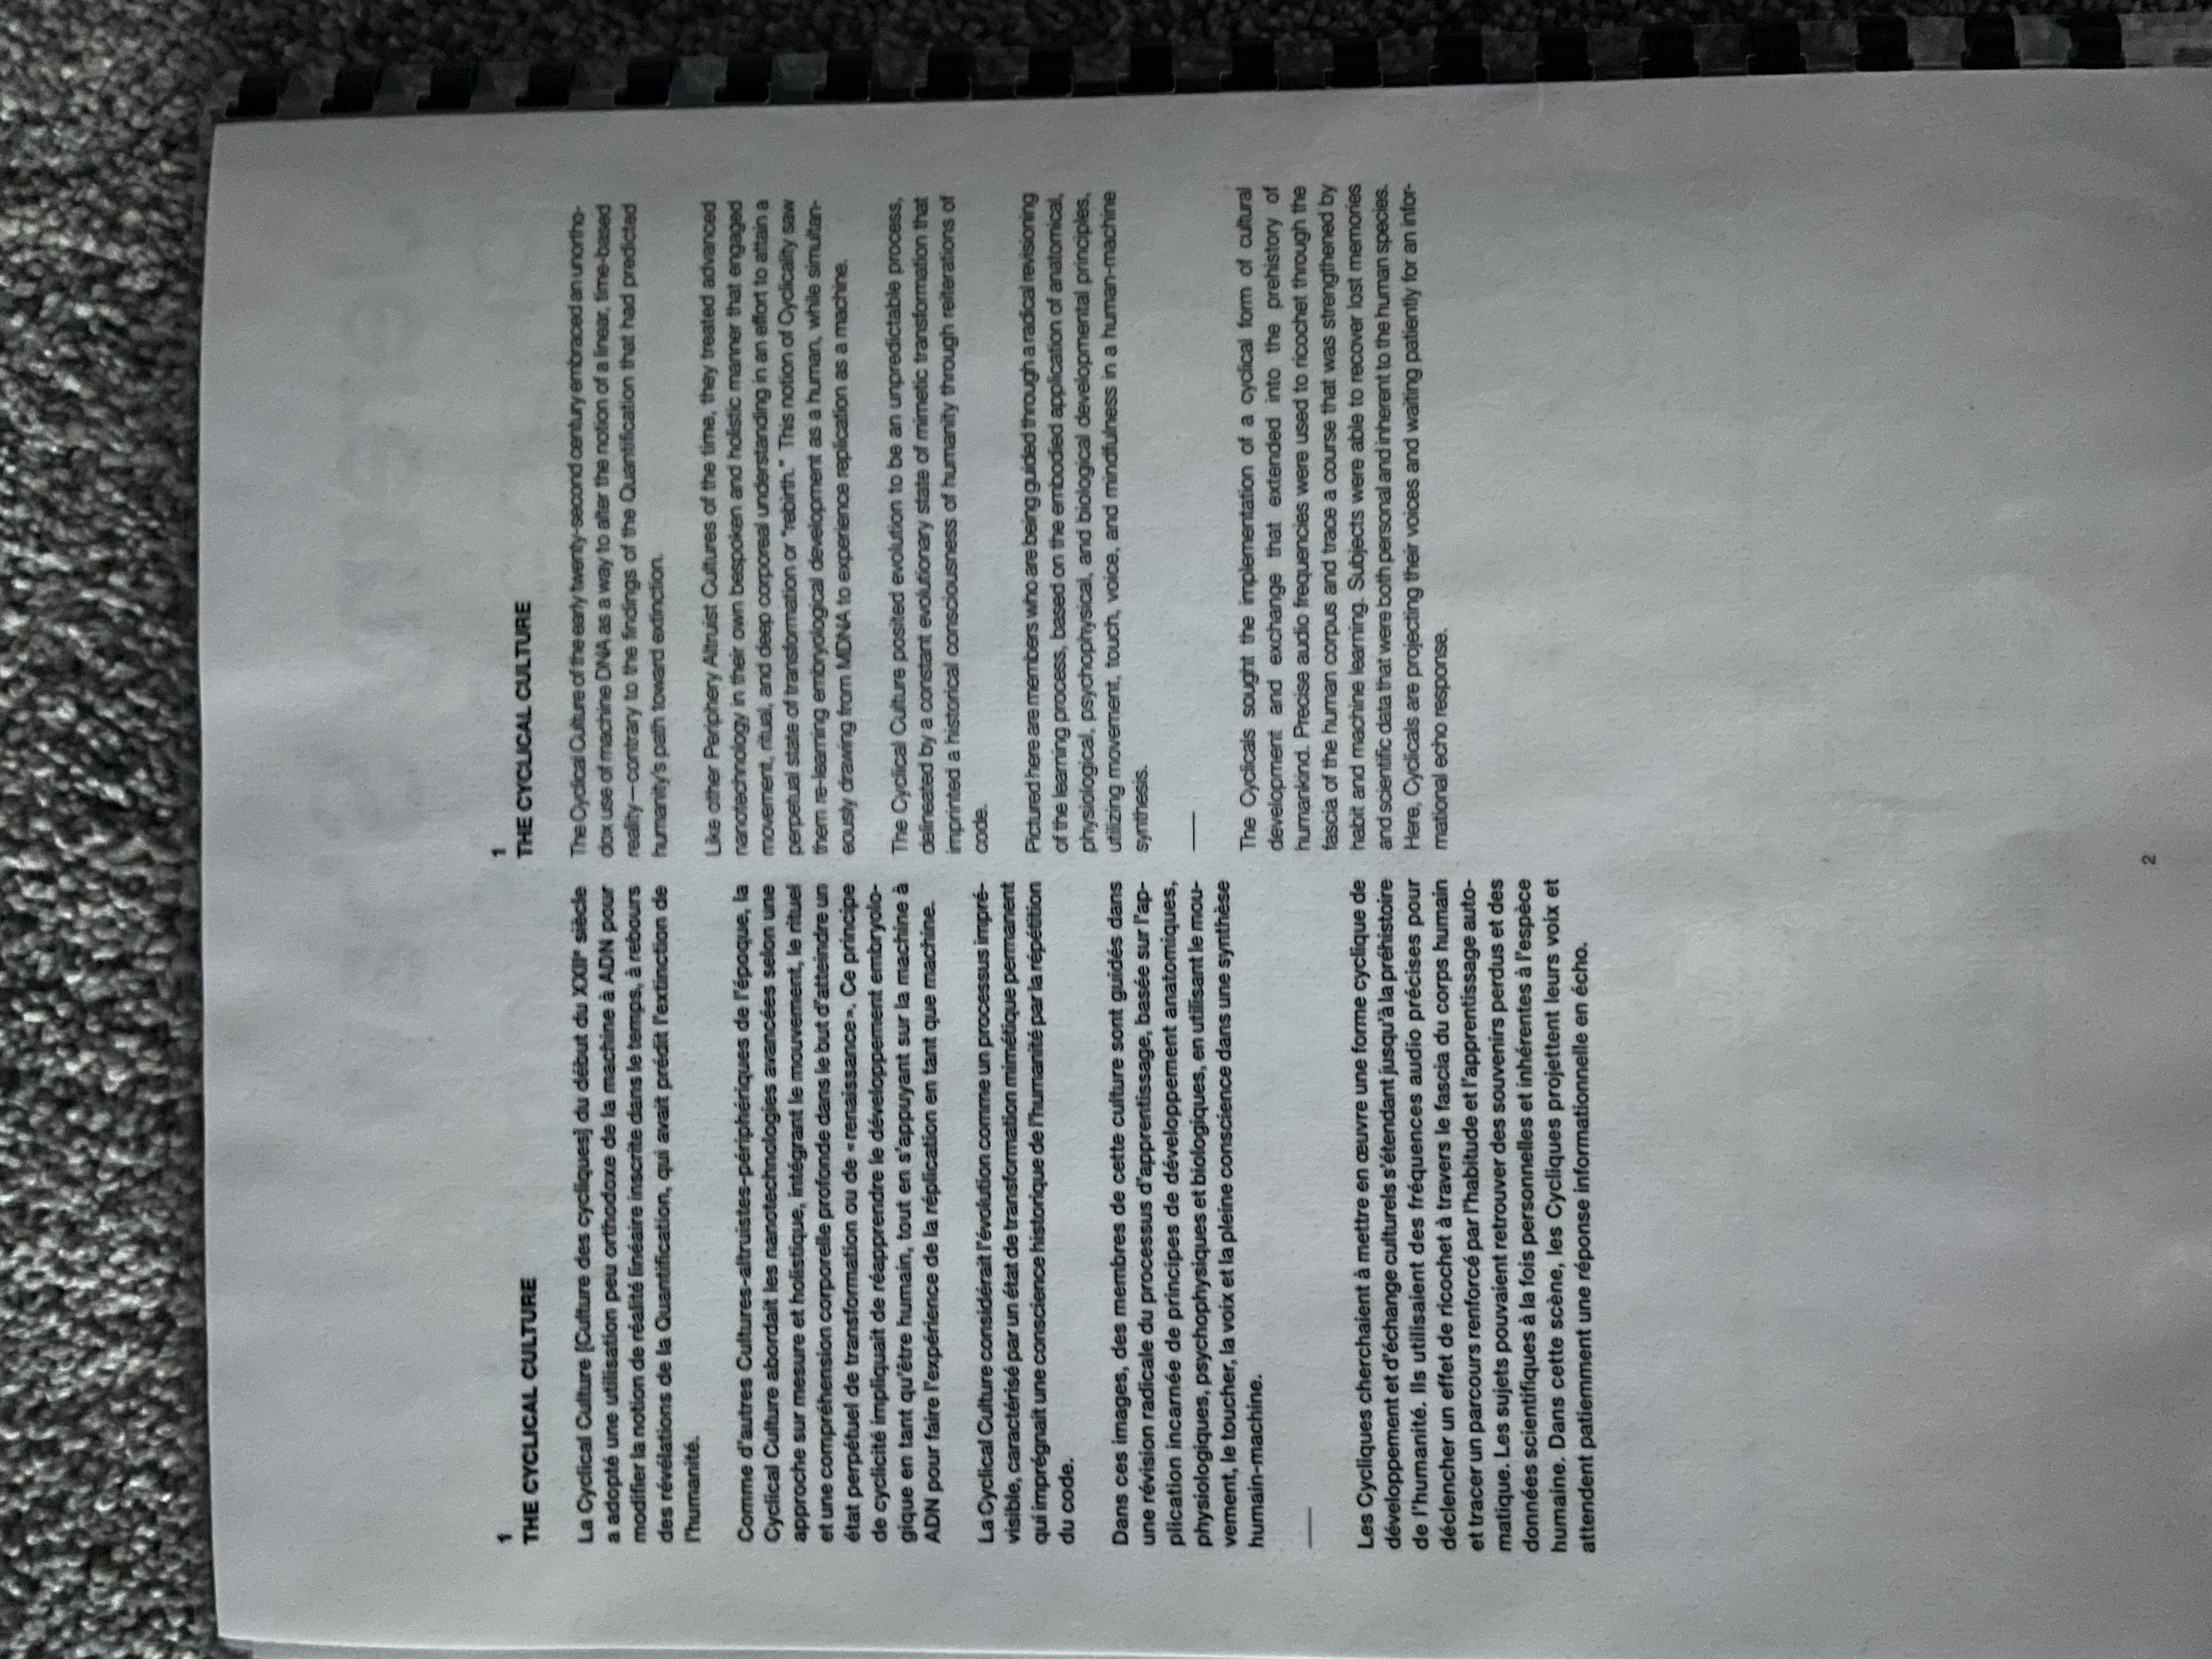 1
THE CYCLICAL CULTURE
La Cyclical Culture [Culture des cycliques] du début du XXIIᵉ siècle
a adopté une utilisation peu orthodoxe de la machine à ADN pour
modifier la notion de réalité linéaire inscrite dans le temps, à rebours
des révélations de la Quantification, qui avait prédit l'extinction de
l'humanité.
Comme d'autres Cultures-altruistes-périphériques de l'époque, la
Cyclical Culture abordait les nanotechnologies avancées selon une
approche sur mesure et holistique, intégrant le mouvement, le rituel
et une compréhension corporelle profonde dans le but d'atteindre un
état perpétuel de transformation ou de «renaissance». Ce principe
de cyclicité impliquait de réapprendre le développement embryolo-
gique en tant qu'être humain, tout en s'appuyant sur la machine à
ADN pour faire l'expérience de la réplication en tant que machine.
La Cyclical Culture considérait l'évolution comme un processus impré-
visible, caractérisé par un état de transformation mimétique permanent
qui imprégnait une conscience historique de l'humanité par la répétition
du code.
Dans ces images, des membres de cette culture sont guidés dans
une révision radicale du processus d'apprentissage, basée sur l'ap-
plication incarnée de principes de développement anatomiques,
physiologiques, psychophysiques et biologiques, en utilisant le mou-
vement, le toucher, la voix et la pleine conscience dans une synthèse
humain-machine.
Les Cycliques cherchaient à mettre en œuvre une forme cyclique de
développement et d'échange culturels s'étendant jusqu'à la préhistoire
de l'humanité. Ils utilisaient des fréquences audio précises pour
déclencher un effet de ricochet à travers le fascia du corps humain
et tracer un parcours renforcé par l'habitude et l'apprentissage auto-
matique. Les sujets pouvaient retrouver des souvenirs perdus et des
données scientifiques à la fois personnelles et inhérentes à l'espèce
humaine. Dans cette scène, les Cycliques projettent leurs voix et
attendent patiemment une réponse informationnelle en écho.
1
THE CYCLICAL CULTURE
The Cyclical Culture of the early twenty-second century embraced an unortho-
dox use of machine DNA as a way to alter the notion of a linear, time-based
reality—contrary to the findings of the Quantification that had predicted
humanity's path toward extinction.
Like other Periphery Altruist Cultures of the time, they treated advanced
nanotechnology in their own bespoken and holistic manner that engaged
movement, ritual, and deep corporeal understanding in an effort to attain a
perpetual state of transformation or “rebirth.” This notion of Cyclicality saw
them re-learning embryological development as a human, while simultan-
eously drawing from MDNA to experience replication as a machine.
The Cyclical Culture posited evolution to be an unpredictable process,
delineated by a constant evolutionary state of mimetic transformation that
imprinted a historical consciousness of humanity through reiterations of
code.
Pictured here are members who are being guided through a radical revisioning
of the learning process, based on the embodied application of anatomical,
physiological, psychophysical, and biological developmental principles,
utilizing movement, touch, voice, and mindfulness in a human-machine
synthesis.
The Cyclicals sought the implementation of a cyclical form of cultural
development and exchange that extended into the prehistory of
humankind. Precise audio frequencies were used to ricochet through the
fascia of the human corpus and trace a course that was strengthened by
habit and machine learning. Subjects were able to recover lost memories
and scientific data that were both personal and inherent to the human species.
Here, Cyclicals are projecting their voices and waiting patiently for an infor-
mational echo response.
2